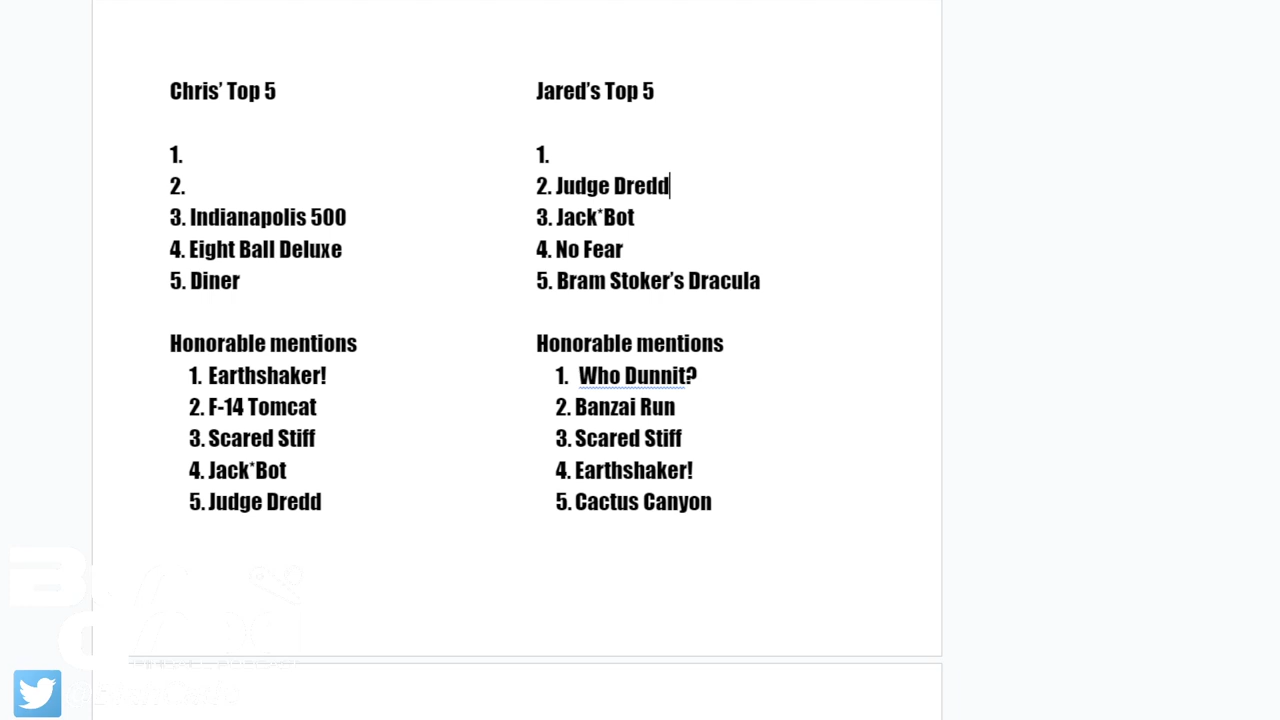 Chris’ Top 5
1.
2.
3. Indianapolis 500
4. Eight Ball Deluxe
5. Diner
Honorable mentions
1. Earthshaker!
2. F-14 Tomcat
3. Scared Stiff
4. Jack*Bot
5. Judge Dredd
Jared’s Top 5
1.
2. Judge Dredd
3. Jack*Bot
4. No Fear
5. Bram Stoker’s Dracula
Honorable mentions
1. Who Dunnit?
2. Banzai Run
3. Scared Stiff
4. Earthshaker!
5. Cactus Canyon